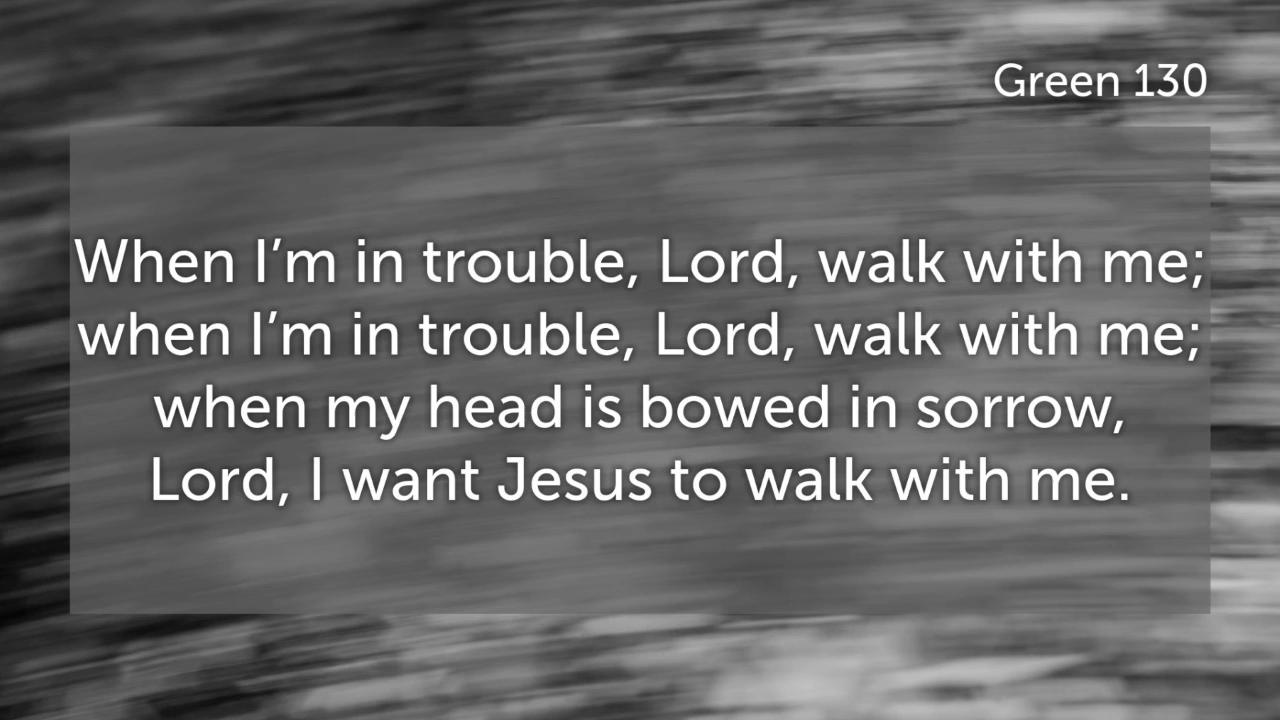 Green 130
When I’m in trouble, Lord, walk with me;
when I’m in trouble, Lord, walk with me;
when my head is bowed in sorrow,
Lord, I want Jesus to walk with me.